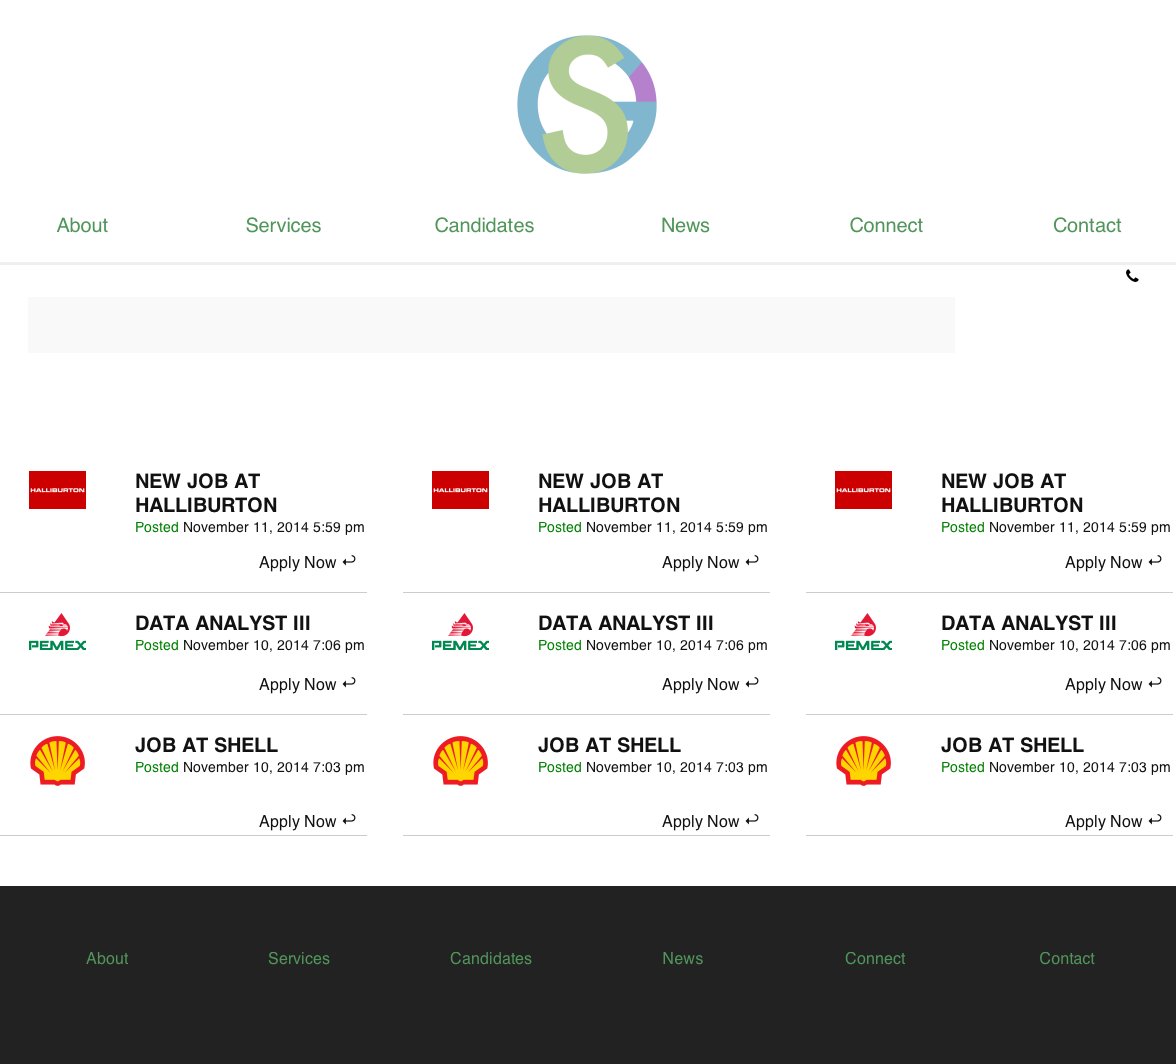 SG
About Services Candidates News Connect Contact
HALLIBURTON NEW JOB AT HALLIBURTON
Posted November 11, 2014 5:59 pm
Apply Now
PEMEX DATA ANALYST III
Posted November 10, 2014 7:06 pm
Apply Now
JOB AT SHELL
Posted November 10, 2014 7:03 pm
Apply Now
HALLIBURTON NEW JOB AT HALLIBURTON
Posted November 11, 2014 5:59 pm
Apply Now
PEMEX DATA ANALYST III
Posted November 10, 2014 7:06 pm
Apply Now
JOB AT SHELL
Posted November 10, 2014 7:03 pm
Apply Now
HALLIBURTON NEW JOB AT HALLIBURTON
Posted November 11, 2014 5:59 pm
Apply Now
PEMEX DATA ANALYST III
Posted November 10, 2014 7:06 pm
Apply Now
JOB AT SHELL
Posted November 10, 2014 7:03 pm
Apply Now
About Services Candidates News Connect Contact